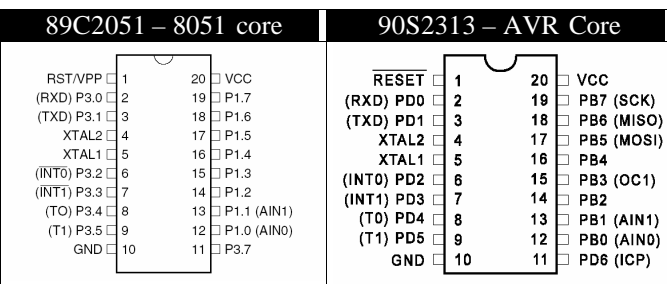 89C2051 – 8051 core
RST/VPP 1 20 VCC
(RXD) P3.0 2 19 P1.7
(TXD) P3.1 3 18 P1.6
XTAL2 4 17 P1.5
XTAL1 5 16 P1.4
(INT0) P3.2 6 15 P1.3
(INT1) P3.3 7 14 P1.2
(TO) P3.4 8 13 P1.1 (AIN1)
(T1) P3.5 9 12 P1.0 (AIN0)
GND 10 11 P3.7
90S2313 – AVR Core
RESET 1 20 VCC
(RXD) PD0 2 19 PB7 (SCK)
(TXD) PD1 3 18 PB6 (MISO)
XTAL2 4 17 PB5 (MOSI)
XTAL1 5 16 PB4
(INT0) PD2 6 15 PB3 (OC1)
(INT1) PD3 7 14 PB2
(T0) PD4 8 13 PB1 (AIN1)
(T1) PD5 9 12 PB0 (AIN0)
GND 10 11 PD6 (ICP)